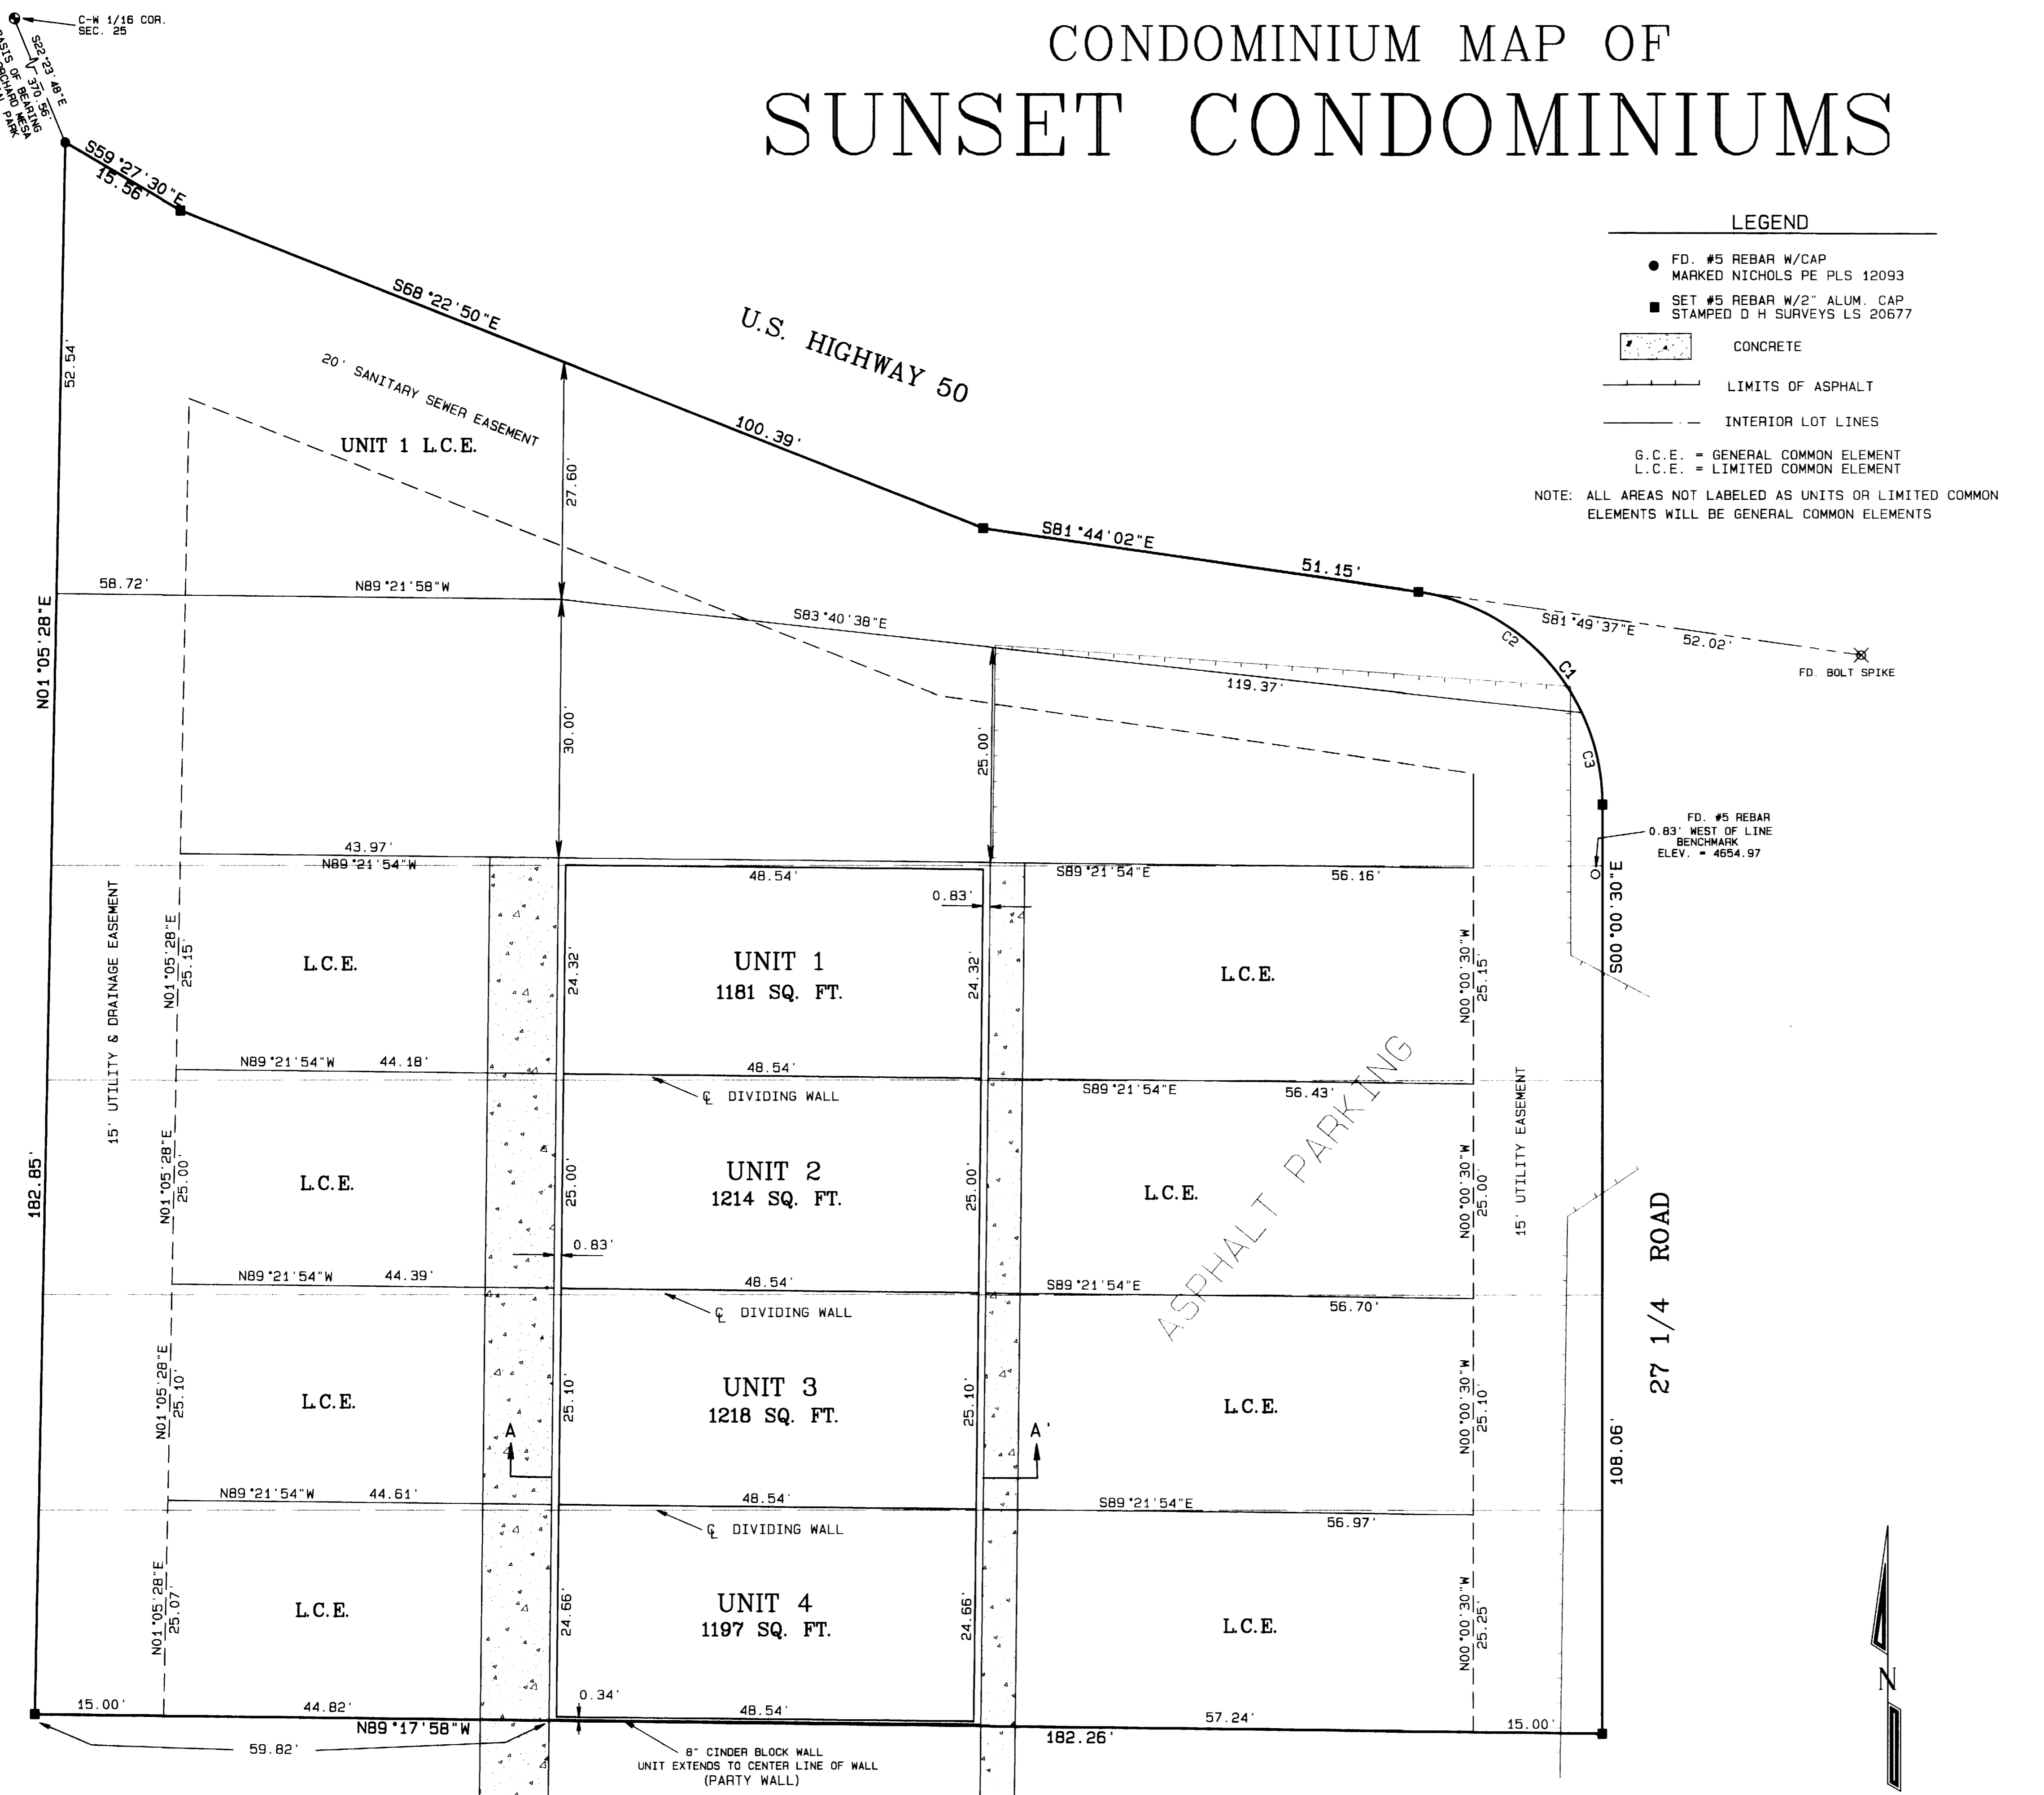 CONDOMINIUM MAP OF
SUNSET CONDOMINIUMS
C-W 1/16 COR.
SEC. 25
S22°23'48"E
370.56'
BASIS OF BEARING
ORCHARD MESA
PARK
S59°27'30"E
15.56'
S68°22'50"E
100.39'
U.S. HIGHWAY 50
20' SANITARY SEWER EASEMENT
UNIT 1 L.C.E.
52.54'
27.60'
S81°44'02"E
51.15'
S81°49'37"E
52.02'
FD. BOLT SPIKE
C2
C1
C3
LEGEND
FD. #5 REBAR W/CAP
MARKED NICHOLS PE PLS 12093
SET #5 REBAR W/2" ALUM. CAP
STAMPED D H SURVEYS LS 20677
CONCRETE
LIMITS OF ASPHALT
INTERIOR LOT LINES
G.C.E. = GENERAL COMMON ELEMENT
L.C.E. = LIMITED COMMON ELEMENT
NOTE: ALL AREAS NOT LABELED AS UNITS OR LIMITED COMMON
ELEMENTS WILL BE GENERAL COMMON ELEMENTS
58.72'
N89°21'58"W
S83°40'38"E
119.37'
N01°05'28"E
182.85'
30.00'
25.00'
FD. #5 REBAR
0.83' WEST OF LINE
BENCHMARK
ELEV. = 4654.97
S00°00'30"E
108.06'
27 1/4 ROAD
43.97'
N89°21'54"W
48.54'
0.83'
S89°21'54"E
56.16'
15' UTILITY & DRAINAGE EASEMENT
N01°05'28"E
25.15'
L.C.E.
24.32'
UNIT 1
1181 SQ. FT.
24.32'
L.C.E.
N00°00'30"W
25.15'
N89°21'54"W 44.18'
48.54'
℄ DIVIDING WALL
S89°21'54"E
56.43'
ASPHALT PARKING
15' UTILITY EASEMENT
N01°05'28"E
25.00'
L.C.E.
25.00'
UNIT 2
1214 SQ. FT.
25.00'
L.C.E.
N00°00'30"W
25.00'
0.83'
N89°21'54"W 44.39'
48.54'
℄ DIVIDING WALL
S89°21'54"E
56.70'
N01°05'28"E
25.10'
L.C.E.
25.10'
UNIT 3
1218 SQ. FT.
25.10'
L.C.E.
N00°00'30"W
25.10'
A
A'
N89°21'54"W 44.61'
48.54'
℄ DIVIDING WALL
S89°21'54"E
56.97'
N01°05'28"E
25.07'
L.C.E.
24.66'
UNIT 4
1197 SQ. FT.
24.66'
L.C.E.
N00°00'30"W
25.25'
15.00'
44.82'
0.34'
48.54'
57.24'
15.00'
N89°17'58"W
182.26'
59.82'
8" CINDER BLOCK WALL
UNIT EXTENDS TO CENTER LINE OF WALL
(PARTY WALL)
N